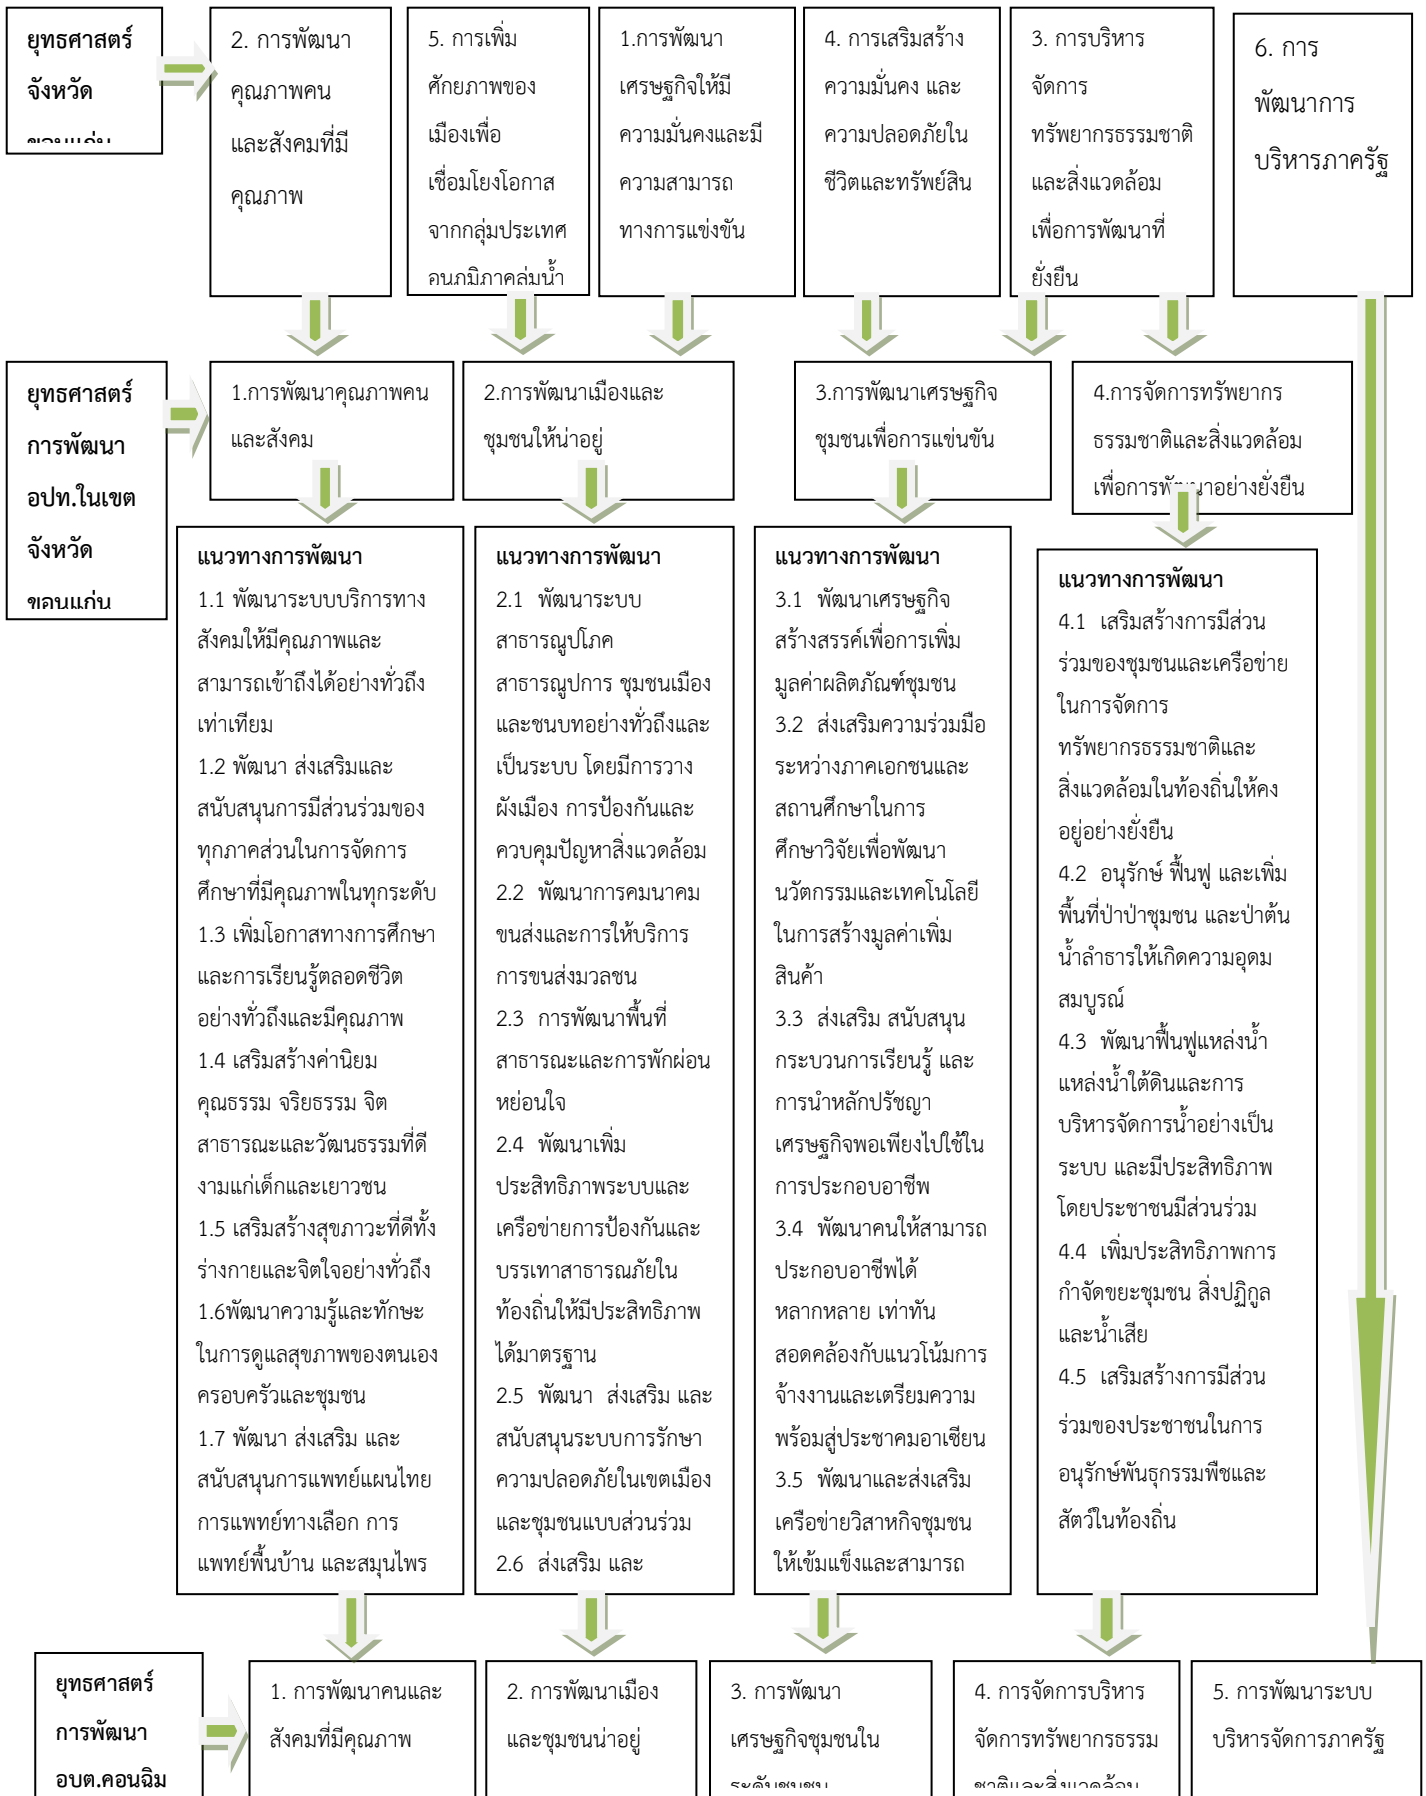 ยุทธศาสตร์
จังหวัด
ขอนแก่น
2. การพัฒนา
คุณภาพคน
และสังคมที่มี
คุณภาพ
5. การเพิ่ม
ศักยภาพของ
เมืองเพื่อ
เชื่อมโยงโอกาส
จากกลุ่มประเทศ
อนุภูมิภาคลุ่มน้ำ
1.การพัฒนา
เศรษฐกิจให้มี
ความมั่นคงและมี
ความสามารถ
ทางการแข่งขัน
4. การเสริมสร้าง
ความมั่นคง และ
ความปลอดภัยใน
ชีวิตและทรัพย์สิน
3. การบริหาร
จัดการ
ทรัพยากรธรรมชาติ
และสิ่งแวดล้อม
เพื่อการพัฒนาที่
ยั่งยืน
6. การ
พัฒนาการ
บริหารภาครัฐ
ยุทธศาสตร์
การพัฒนา
อปท.ในเขต
จังหวัด
ขอนแก่น
1.การพัฒนาคุณภาพคน
และสังคม
2.การพัฒนาเมืองและ
ชุมชนให้น่าอยู่
3.การพัฒนาเศรษฐกิจ
ชุมชนเพื่อการแข่นขัน
4.การจัดการทรัพยากร
ธรรมชาติและสิ่งแวดล้อม
เพื่อการพัฒนาอย่างยั่งยืน
แนวทางการพัฒนา
1.1 พัฒนาระบบบริการทาง
สังคมให้มีคุณภาพและ
สามารถเข้าถึงได้อย่างทั่วถึง
เท่าเทียม
1.2 พัฒนา ส่งเสริมและ
สนับสนุนการมีส่วนร่วมของ
ทุกภาคส่วนในการจัดการ
ศึกษาที่มีคุณภาพในทุกระดับ
1.3 เพิ่มโอกาสทางการศึกษา
และการเรียนรู้ตลอดชีวิต
อย่างทั่วถึงและมีคุณภาพ
1.4 เสริมสร้างค่านิยม
คุณธรรม จริยธรรม จิต
สาธารณะและวัฒนธรรมที่ดี
งามแก่เด็กและเยาวชน
1.5 เสริมสร้างสุขภาวะที่ดีทั้ง
ร่างกายและจิตใจอย่างทั่วถึง
1.6พัฒนาความรู้และทักษะ
ในการดูแลสุขภาพของตนเอง
ครอบครัวและชุมชน
1.7 พัฒนา ส่งเสริม และ
สนับสนุนการแพทย์แผนไทย
การแพทย์ทางเลือก การ
แพทย์พื้นบ้าน และสมุนไพร
แนวทางการพัฒนา
2.1 พัฒนาระบบ
สาธารณูปโภค
สาธารณูปการ ชุมชนเมือง
และชนบทอย่างทั่วถึงและ
เป็นระบบ โดยมีการวาง
ผังเมือง การป้องกันและ
ควบคุมปัญหาสิ่งแวดล้อม
2.2 พัฒนาการคมนาคม
ขนส่งและการให้บริการ
การขนส่งมวลชน
2.3 การพัฒนาพื้นที่
สาธารณะและการพักผ่อน
หย่อนใจ
2.4 พัฒนาเพิ่ม
ประสิทธิภาพระบบและ
เครือข่ายการป้องกันและ
บรรเทาสาธารณภัยใน
ท้องถิ่นให้มีประสิทธิภาพ
ได้มาตรฐาน
2.5 พัฒนา ส่งเสริม และ
สนับสนุนระบบการรักษา
ความปลอดภัยในเขตเมือง
และชุมชนแบบส่วนร่วม
2.6 ส่งเสริม และ
แนวทางการพัฒนา
3.1 พัฒนาเศรษฐกิจ
สร้างสรรค์เพื่อการเพิ่ม
มูลค่าผลิตภัณฑ์ชุมชน
3.2 ส่งเสริมความร่วมมือ
ระหว่างภาคเอกชนและ
สถานศึกษาในการ
ศึกษาวิจัยเพื่อพัฒนา
นวัตกรรมและเทคโนโลยี
ในการสร้างมูลค่าเพิ่ม
สินค้า
3.3 ส่งเสริม สนับสนุน
กระบวนการเรียนรู้ และ
การนำหลักปรัชญา
เศรษฐกิจพอเพียงไปใช้ใน
การประกอบอาชีพ
3.4 พัฒนาคนให้สามารถ
ประกอบอาชีพได้
หลากหลาย เท่าทัน
สอดคล้องกับแนวโน้มการ
จ้างงานและเตรียมความ
พร้อมสู่ประชาคมอาเซียน
3.5 พัฒนาและส่งเสริม
เครือข่ายวิสาหกิจชุมชน
ให้เข้มแข็งและสามารถ
แนวทางการพัฒนา
4.1 เสริมสร้างการมีส่วน
ร่วมของชุมชนและเครือข่าย
ในการจัดการ
ทรัพยากรธรรมชาติและ
สิ่งแวดล้อมในท้องถิ่นให้คง
อยู่อย่างยั่งยืน
4.2 อนุรักษ์ ฟื้นฟู และเพิ่ม
พื้นที่ป่าป่าชุมชน และป่าต้น
น้ำลำธารให้เกิดความอุดม
สมบูรณ์
4.3 พัฒนาฟื้นฟูแหล่งน้ำ
แหล่งน้ำใต้ดินและการ
บริหารจัดการน้ำอย่างเป็น
ระบบ และมีประสิทธิภาพ
โดยประชาชนมีส่วนร่วม
4.4 เพิ่มประสิทธิภาพการ
กำจัดขยะชุมชน สิ่งปฏิกูล
และน้ำเสีย
4.5 เสริมสร้างการมีส่วน
ร่วมของประชาชนในการ
อนุรักษ์พันธุกรรมพืชและ
สัตว์ในท้องถิ่น
ยุทธศาสตร์
การพัฒนา
อบต.คอนฉิม
1. การพัฒนาคนและ
สังคมที่มีคุณภาพ
2. การพัฒนาเมือง
และชุมชนน่าอยู่
3. การพัฒนา
เศรษฐกิจชุมชนใน
ระดับชุมชน
4. การจัดการบริหาร
จัดการทรัพยากรธรรม
ชาติและสิ่งแวดล้อม
5. การพัฒนาระบบ
บริหารจัดการภาครัฐ